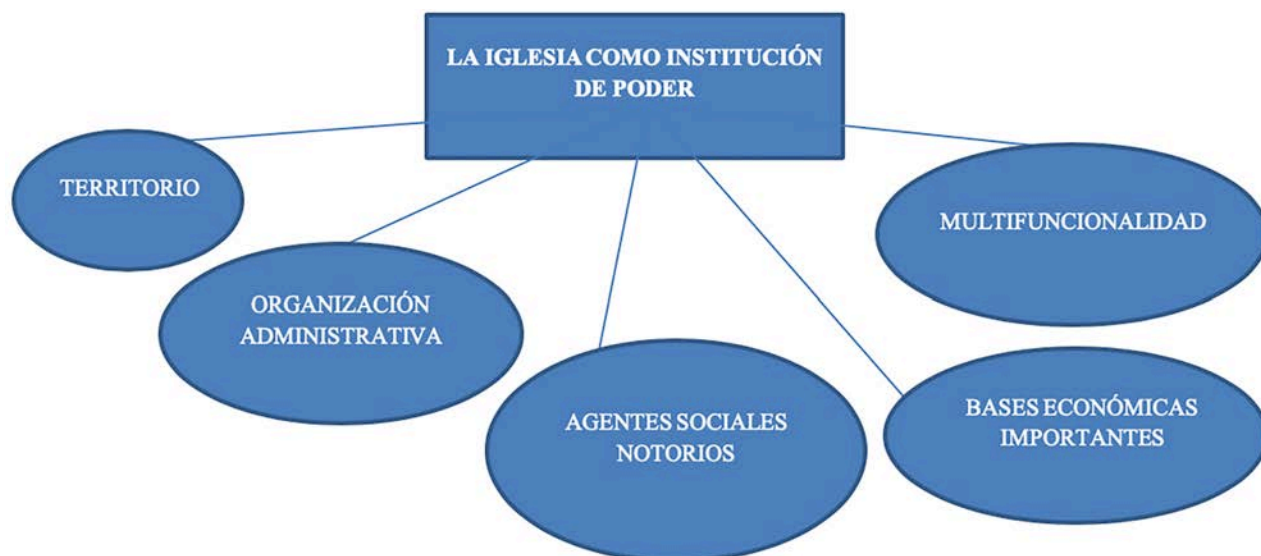 LA IGLESIA COMO INSTITUCIÓN
DE PODER
TERRITORIO
ORGANIZACIÓN
ADMINISTRATIVA
AGENTES SOCIALES
NOTORIOS
BASES ECONÓMICAS
IMPORTANTES
MULTIFUNCIONALIDAD